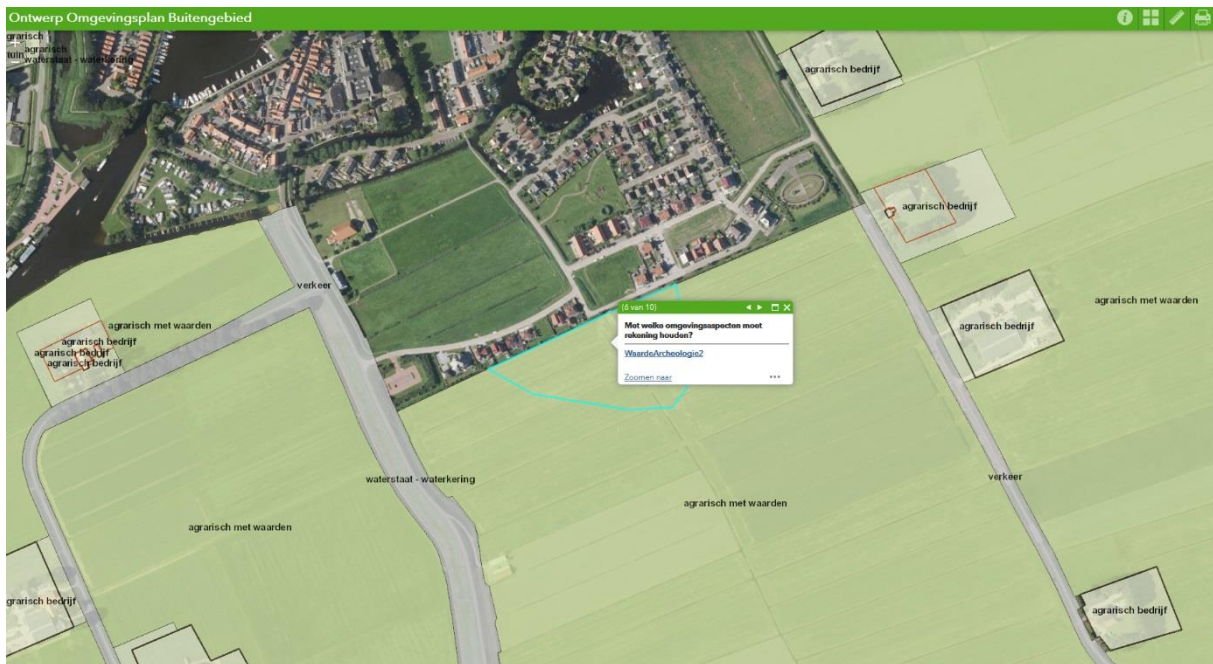 Ontwerp Omgevingsplan Buitengebied
grarisch
agrarisch
tuin
waterstaat - waterkering
agrarisch bedrijf
agrarisch bedrijf
verkeer
agrarisch met waarden
agrarisch met waarden
agrarisch bedrijf
agrarisch bedrijf
agrarisch bedrijf
(6 van 10)
Met welke omgevingsaspecten moet
rekening houden?
WaardeArcheologie2
Zoomen naar
...
agrarisch bedrijf
waterstaat - waterkering
verkeer
agrarisch met waarden
agrarisch met waarden
grarisch bedrijf
agrarisch bedrijf